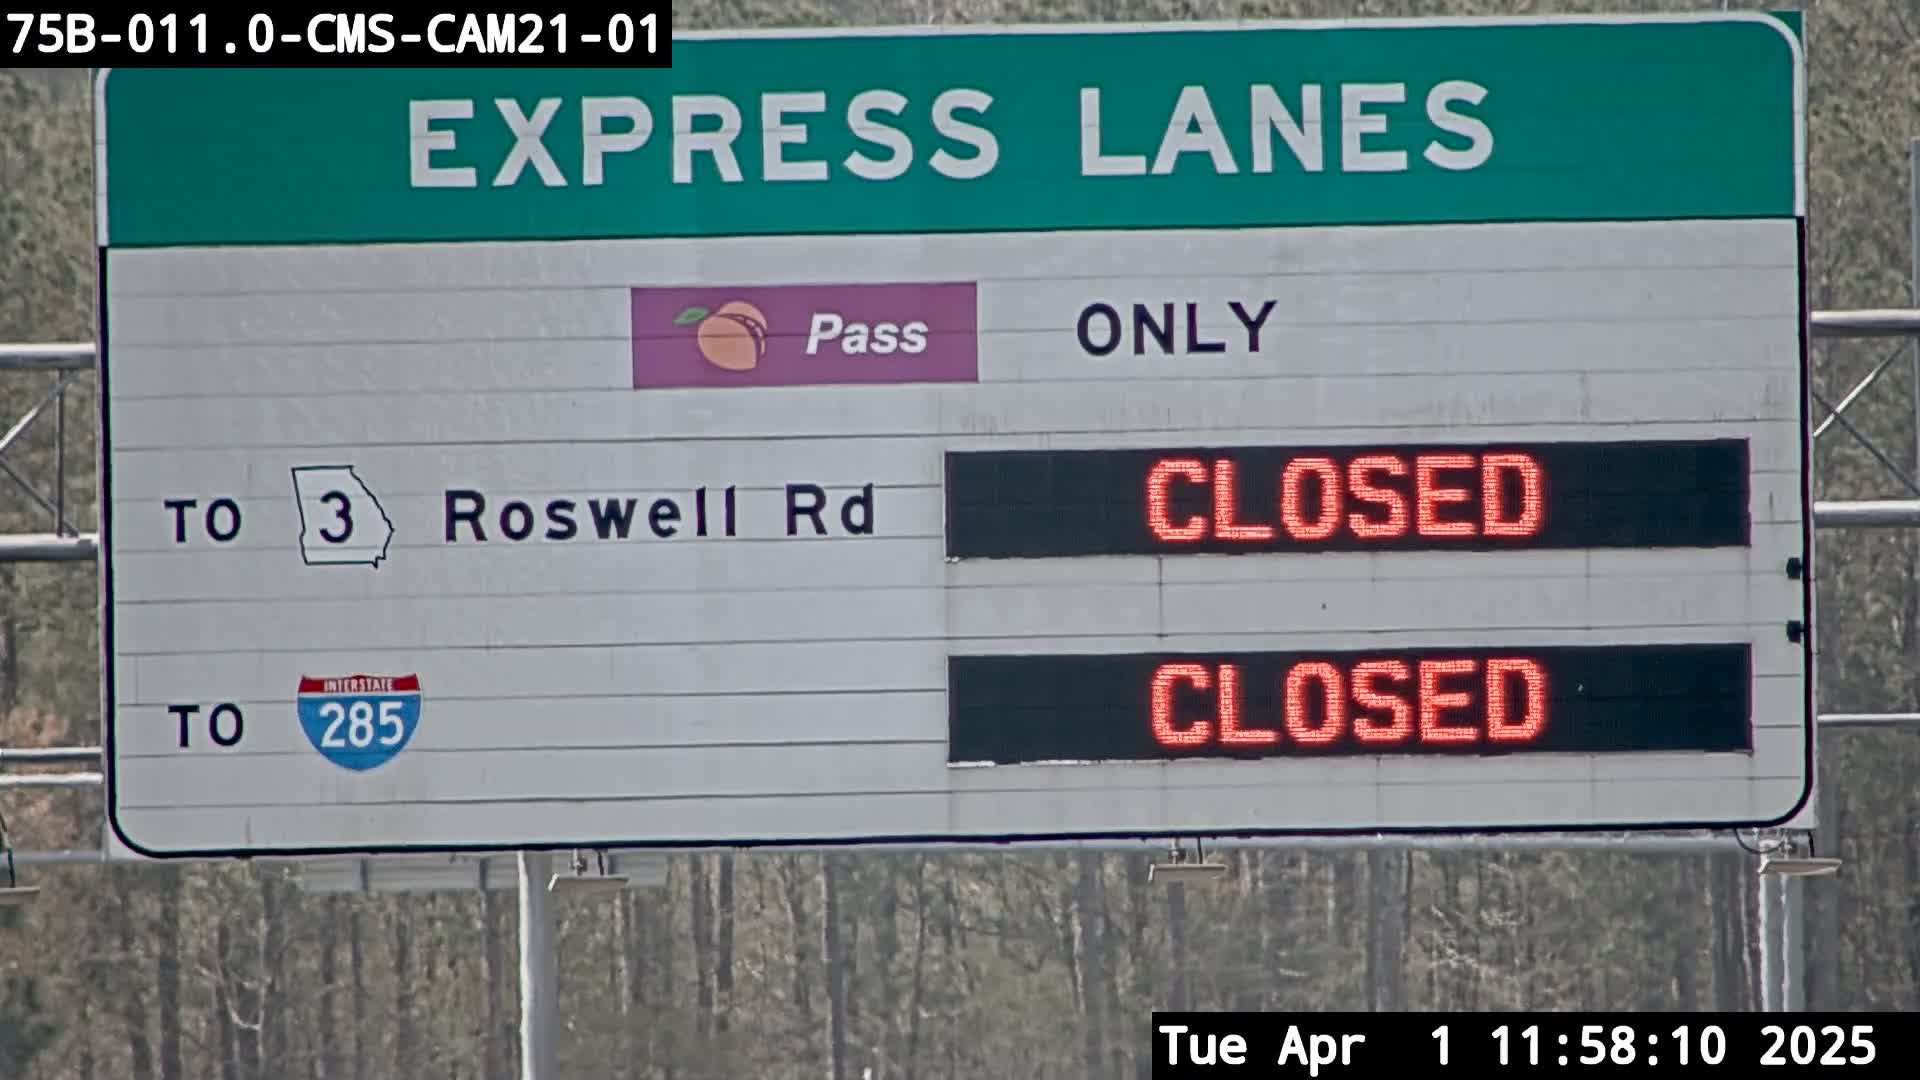 75B-011.0-CMS-CAM21-01
EXPRESS LANES
Pass ONLY
TO 3 Roswell Rd CLOSED
INTERSTATE
TO 285 CLOSED
Tue Apr 1 11:58:10 2025